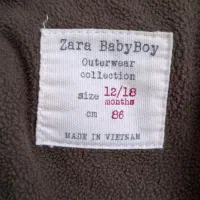 Zara BabyBoy
Outerwear
collection
size 12/18
months
cm 86
MADE IN VIETNAM